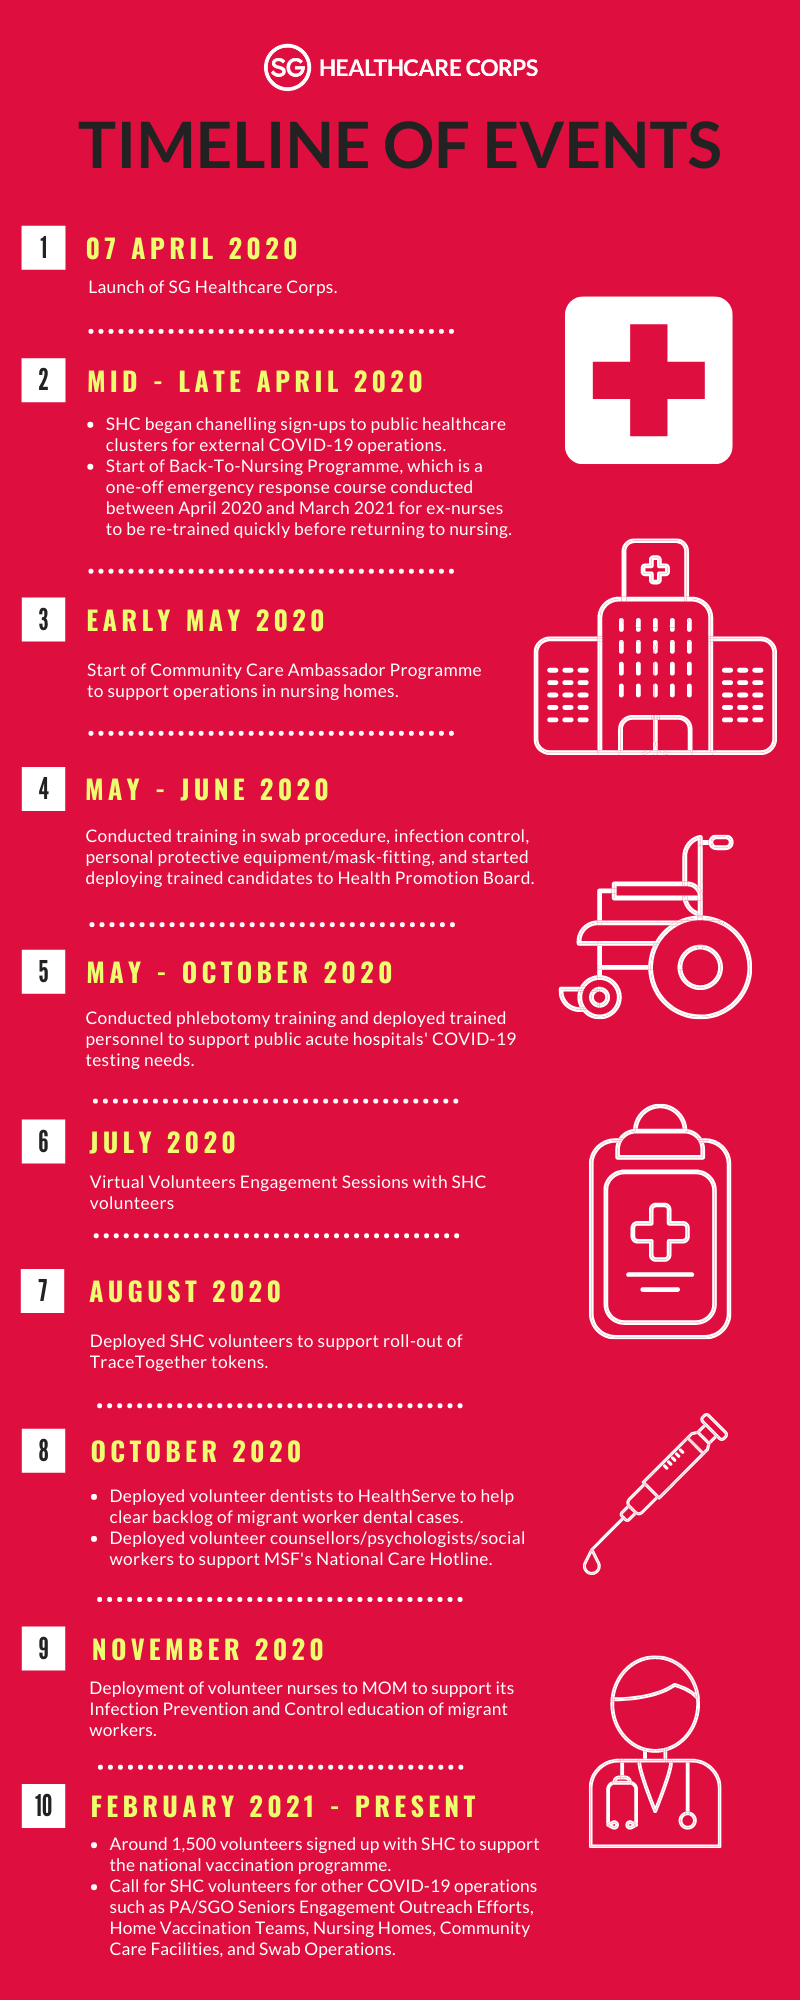 SG HEALTHCARE CORPS
TIMELINE OF EVENTS
1 07 APRIL 2020
Launch of SG Healthcare Corps.
2 MID - LATE APRIL 2020
• SHC began chanelling sign-ups to public healthcare
clusters for external COVID-19 operations.
• Start of Back-To-Nursing Programme, which is a
one-off emergency response course conducted
between April 2020 and March 2021 for ex-nurses
to be re-trained quickly before returning to nursing.
3 EARLY MAY 2020
Start of Community Care Ambassador Programme
to support operations in nursing homes.
4 MAY - JUNE 2020
Conducted training in swab procedure, infection control,
personal protective equipment/mask-fitting, and started
deploying trained candidates to Health Promotion Board.
5 MAY - OCTOBER 2020
Conducted phlebotomy training and deployed trained
personnel to support public acute hospitals' COVID-19
testing needs.
6 JULY 2020
Virtual Volunteers Engagement Sessions with SHC
volunteers
7 AUGUST 2020
Deployed SHC volunteers to support roll-out of
TraceTogether tokens.
8 OCTOBER 2020
• Deployed volunteer dentists to HealthServe to help
clear backlog of migrant worker dental cases.
• Deployed volunteer counsellors/psychologists/social
workers to support MSF's National Care Hotline.
9 NOVEMBER 2020
Deployment of volunteer nurses to MOM to support its
Infection Prevention and Control education of migrant
workers.
10 FEBRUARY 2021 - PRESENT
• Around 1,500 volunteers signed up with SHC to support
the national vaccination programme.
• Call for SHC volunteers for other COVID-19 operations
such as PA/SGO Seniors Engagement Outreach Efforts,
Home Vaccination Teams, Nursing Homes, Community
Care Facilities, and Swab Operations.